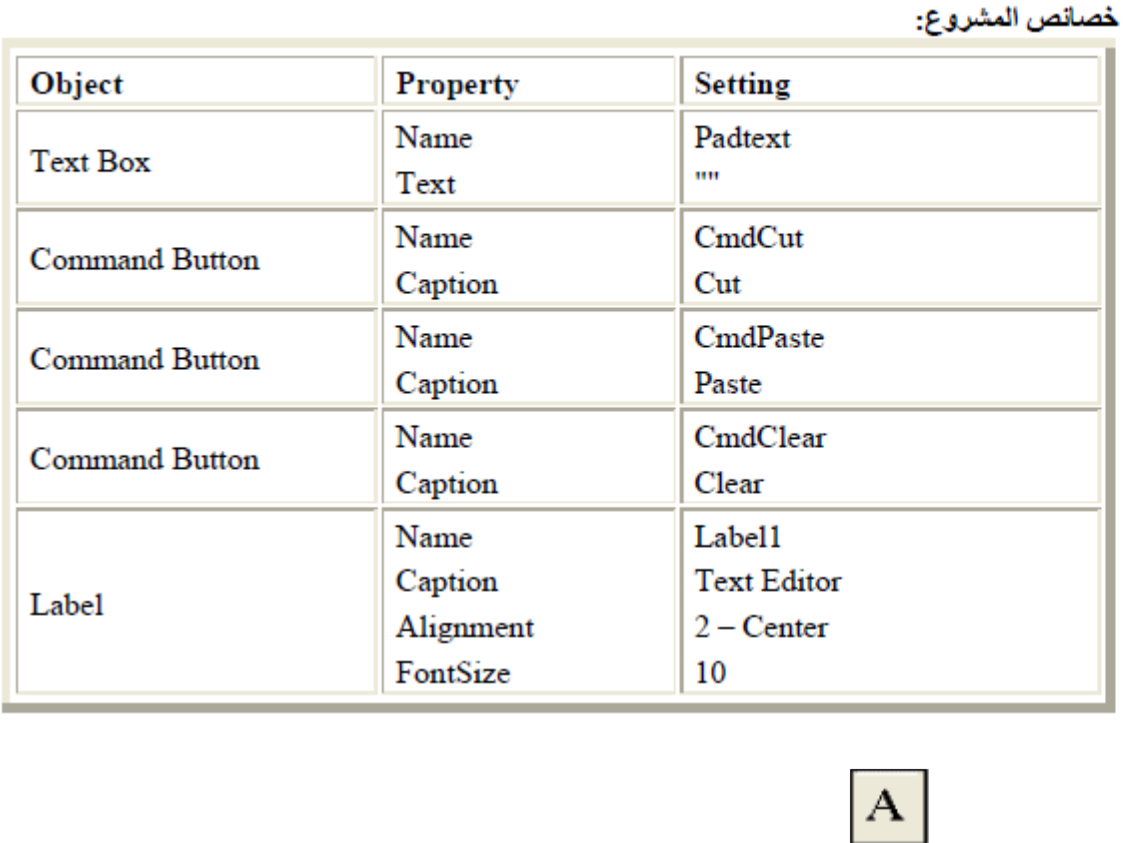 خصائص المشروع:
Object Property Setting
Text Box
Name Padtext
Text ""
Command Button
Name CmdCut
Caption Cut
Command Button
Name CmdPaste
Caption Paste
Command Button
Name CmdClear
Caption Clear
Label
Name Label1
Caption Text Editor
Alignment 2 – Center
FontSize 10
A